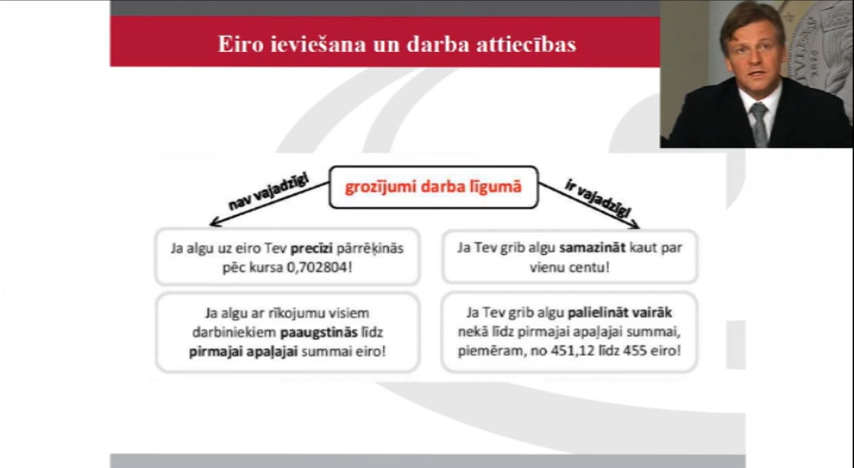 Eiro ieviešana un darba attiecības
grozījumi darba līgumā
nav vajadzīgi
ir vajadzīgi
Ja algu uz eiro Tev precīzi pārrēķinās
pēc kursa 0,702804!
Ja Tev grib algu samazināt kaut par
vienu centu!
Ja algu ar rīkojumu visiem
darbiniekiem paaugstinās līdz
pirmajai apaļajai summai eiro!
Ja Tev grib algu palielināt vairāk
nekā līdz pirmajai apaļajai summai,
piemēram, no 451,12 līdz 455 eiro!